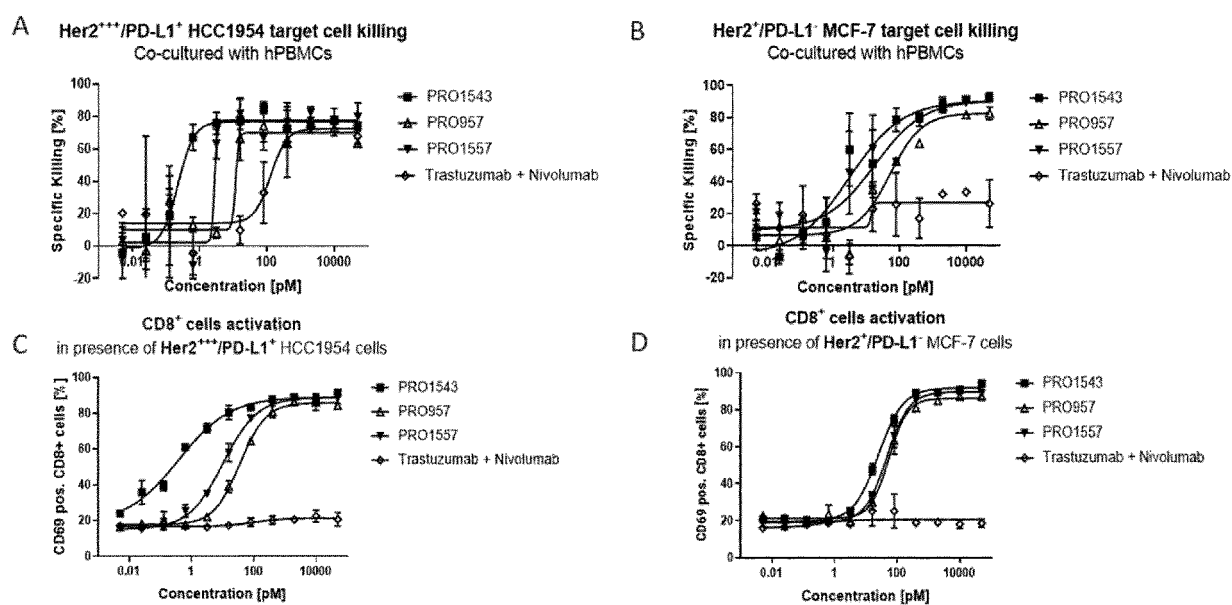 A
Her2+++/PD-L1+ HCC1954 target cell killing
Co-cultured with hPBMCs
Specific Killing [%]
100
80
60
40
20
0
-20
0.01
1
100
10000
Concentration [pM]
PRO1543
PRO957
PRO1557
Trastuzumab + Nivolumab
B
Her2+/PD-L1- MCF-7 target cell killing
Co-cultured with hPBMCs
Specific Killing [%]
100
80
60
40
20
0
-20
0.01
1
100
10000
Concentration [pM]
PRO1543
PRO957
PRO1557
Trastuzumab + Nivolumab
C
CD8+ cells activation
in presence of Her2+++/PD-L1+ HCC1954 cells
CD69 pos. CD8+ cells [%]
100
80
60
40
20
0
0.01
1
100
10000
Concentration [pM]
PRO1543
PRO957
PRO1557
Trastuzumab + Nivolumab
D
CD8+ cells activation
in presence of Her2+/PD-L1- MCF-7 cells
CD69 pos. CD8+ cells [%]
100
80
60
40
20
0
0.01
1
100
10000
Concentration [pM]
PRO1543
PRO957
PRO1557
Trastuzumab + Nivolumab